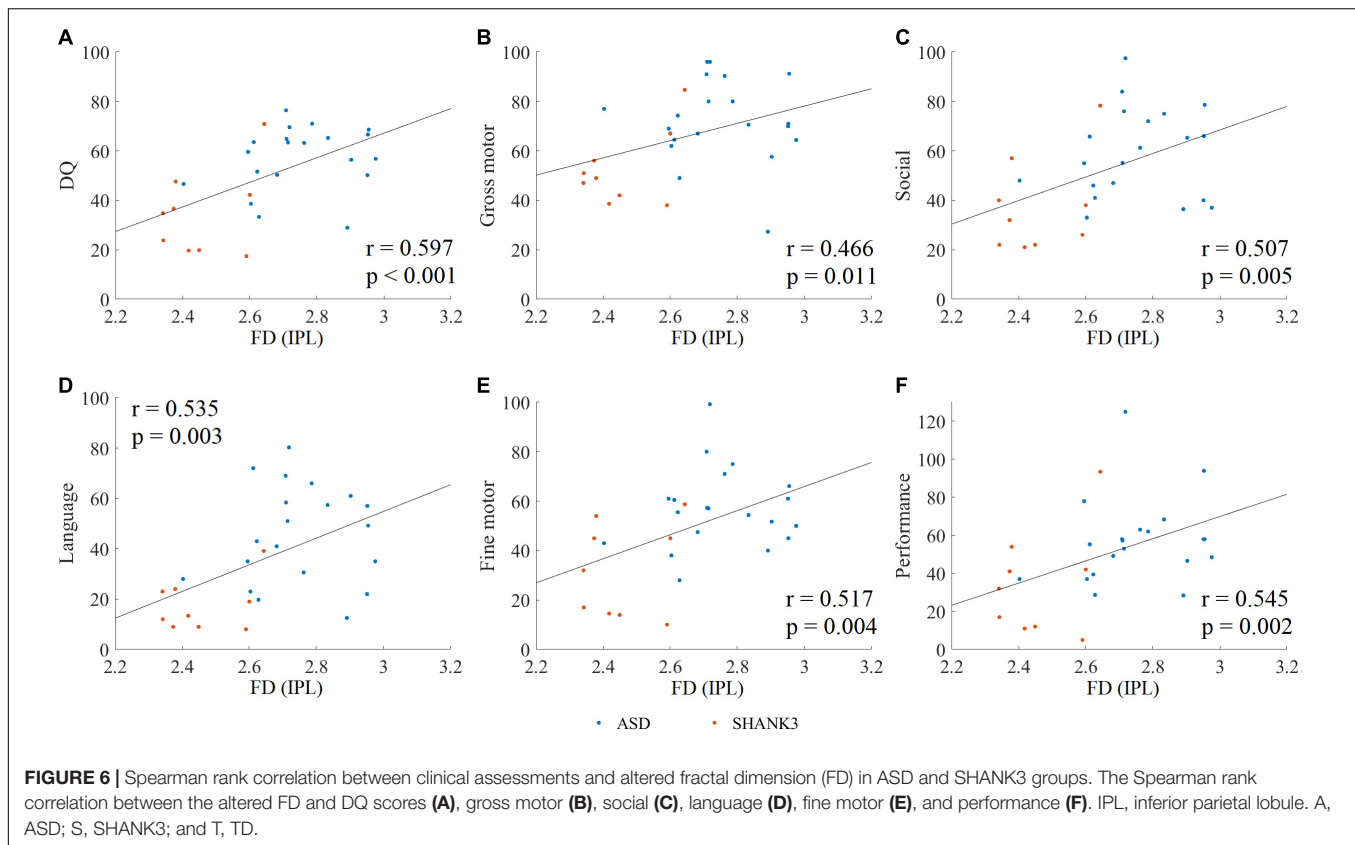 A
100
80
60
40
20
0
DQ
r = 0.597
p < 0.001
2.2 2.4 2.6 2.8 3 3.2
FD (IPL)
B
100
80
60
40
20
0
Gross motor
r = 0.466
p = 0.011
2.2 2.4 2.6 2.8 3 3.2
FD (IPL)
C
100
80
60
40
20
0
Social
r = 0.507
p = 0.005
2.2 2.4 2.6 2.8 3 3.2
FD (IPL)
D
100
80
60
40
20
0
Language
r = 0.535
p = 0.003
2.2 2.4 2.6 2.8 3 3.2
FD (IPL)
E
100
80
60
40
20
0
Fine motor
r = 0.517
p = 0.004
2.2 2.4 2.6 2.8 3 3.2
FD (IPL)
F
120
100
80
60
40
20
0
Performance
r = 0.545
p = 0.002
2.2 2.4 2.6 2.8 3 3.2
FD (IPL)
ASD SHANK3
FIGURE 6 | Spearman rank correlation between clinical assessments and altered fractal dimension (FD) in ASD and SHANK3 groups. The Spearman rank
correlation between the altered FD and DQ scores (A), gross motor (B), social (C), language (D), fine motor (E), and performance (F). IPL, inferior parietal lobule. A,
ASD; S, SHANK3; and T, TD.